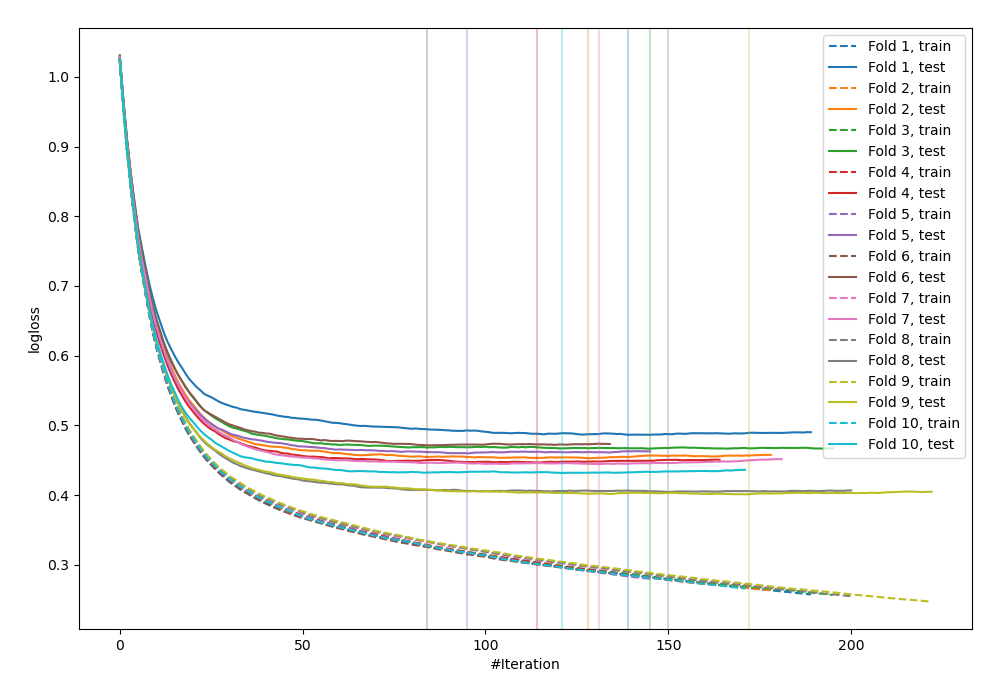 1.0
0.9
0.8
0.7
0.6
0.5
0.4
0.3
logloss
0
50
100
150
200
#Iteration
Fold 1, train
Fold 1, test
Fold 2, train
Fold 2, test
Fold 3, train
Fold 3, test
Fold 4, train
Fold 4, test
Fold 5, train
Fold 5, test
Fold 6, train
Fold 6, test
Fold 7, train
Fold 7, test
Fold 8, train
Fold 8, test
Fold 9, train
Fold 9, test
Fold 10, train
Fold 10, test